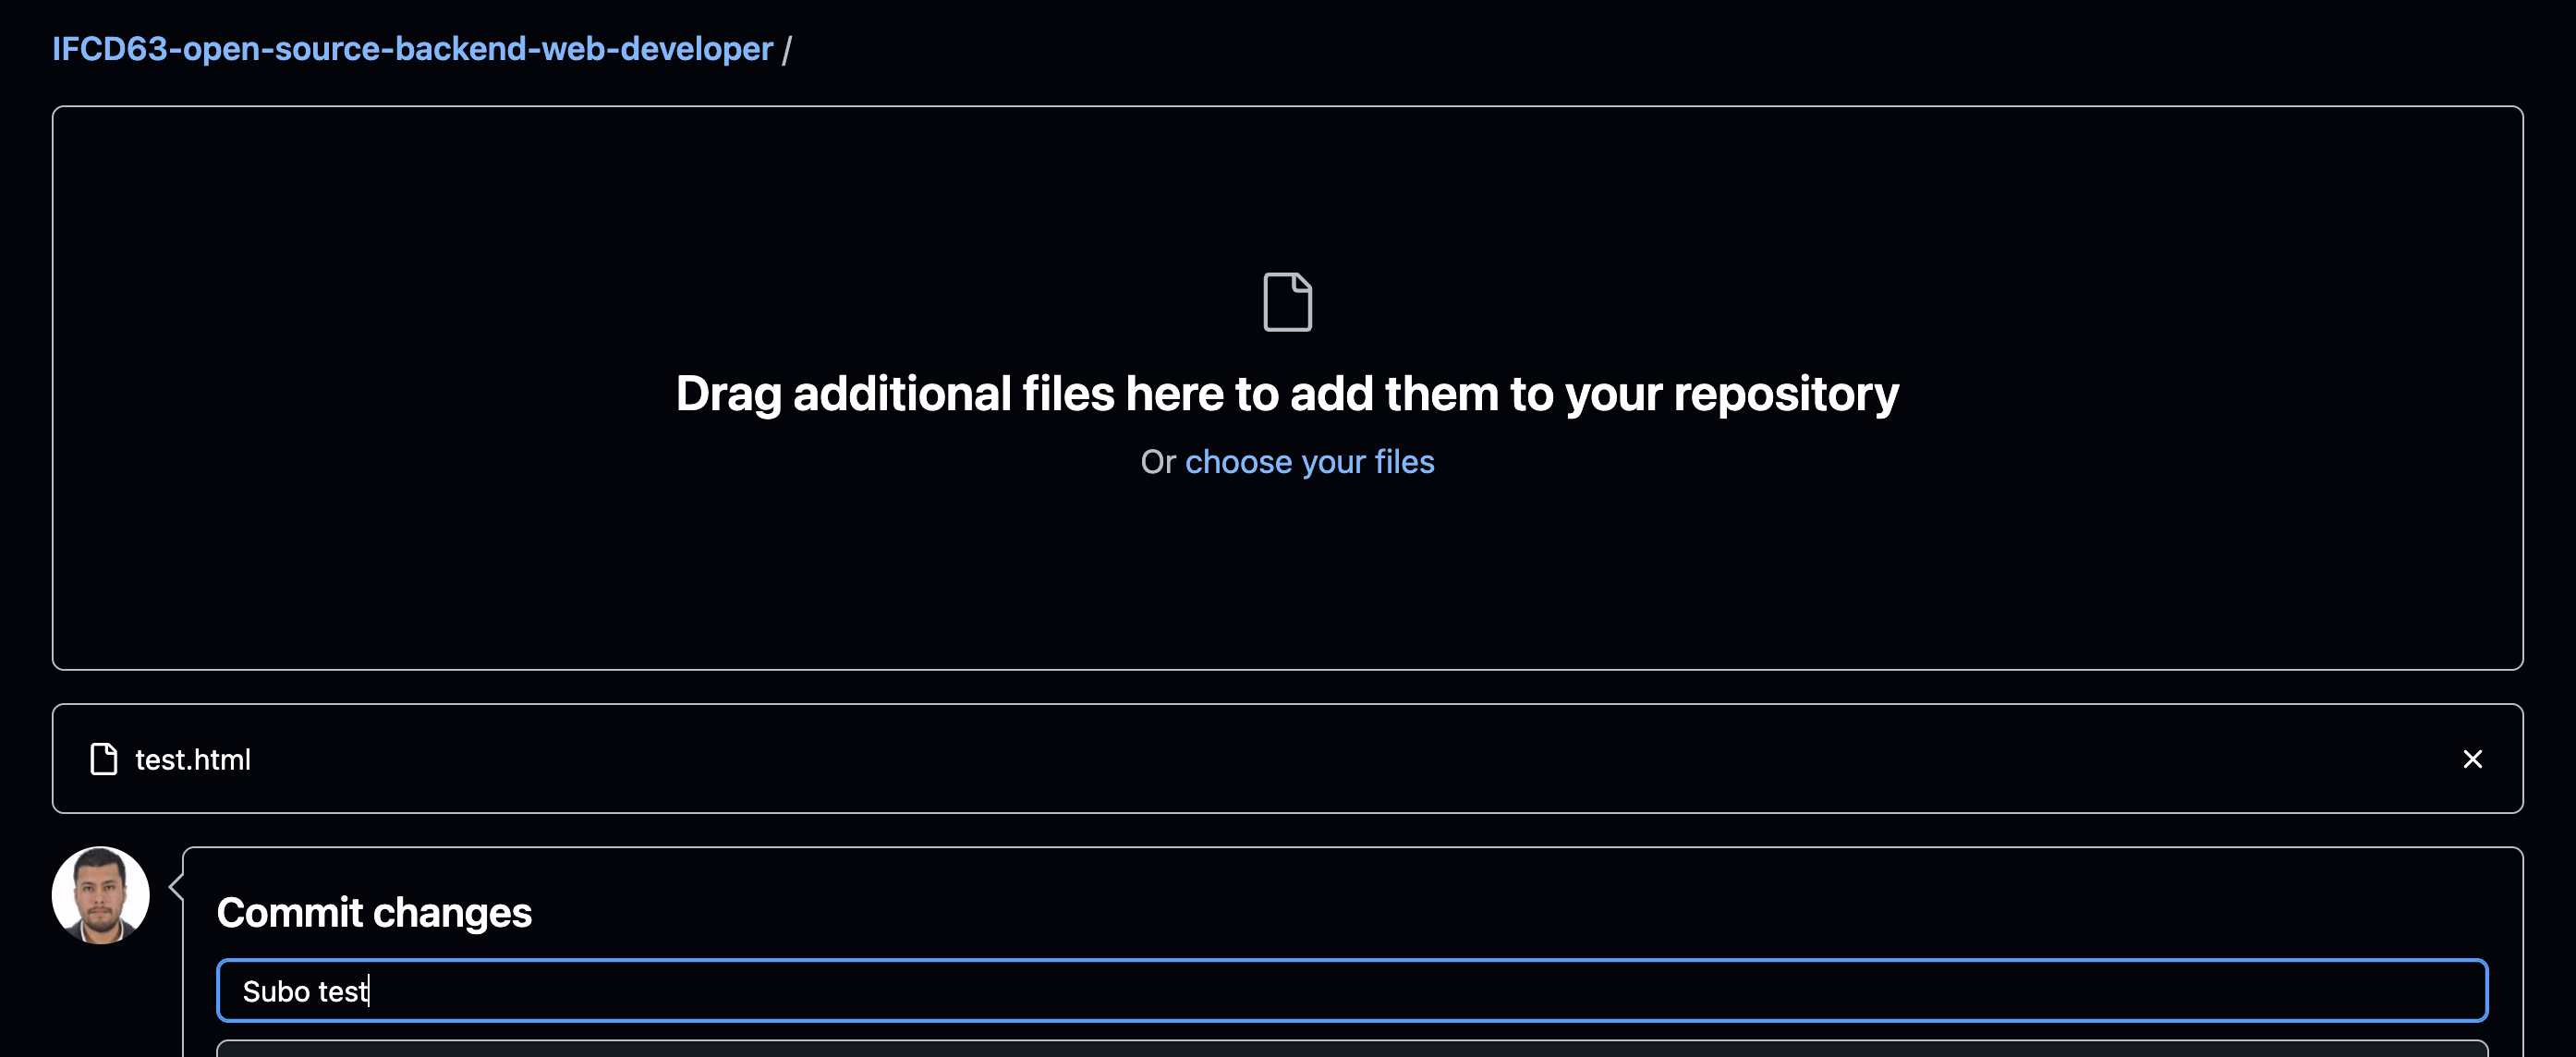 IFCD63-open-source-backend-web-developer /
Drag additional files here to add them to your repository
Or choose your files
test.html
Commit changes
Subo test